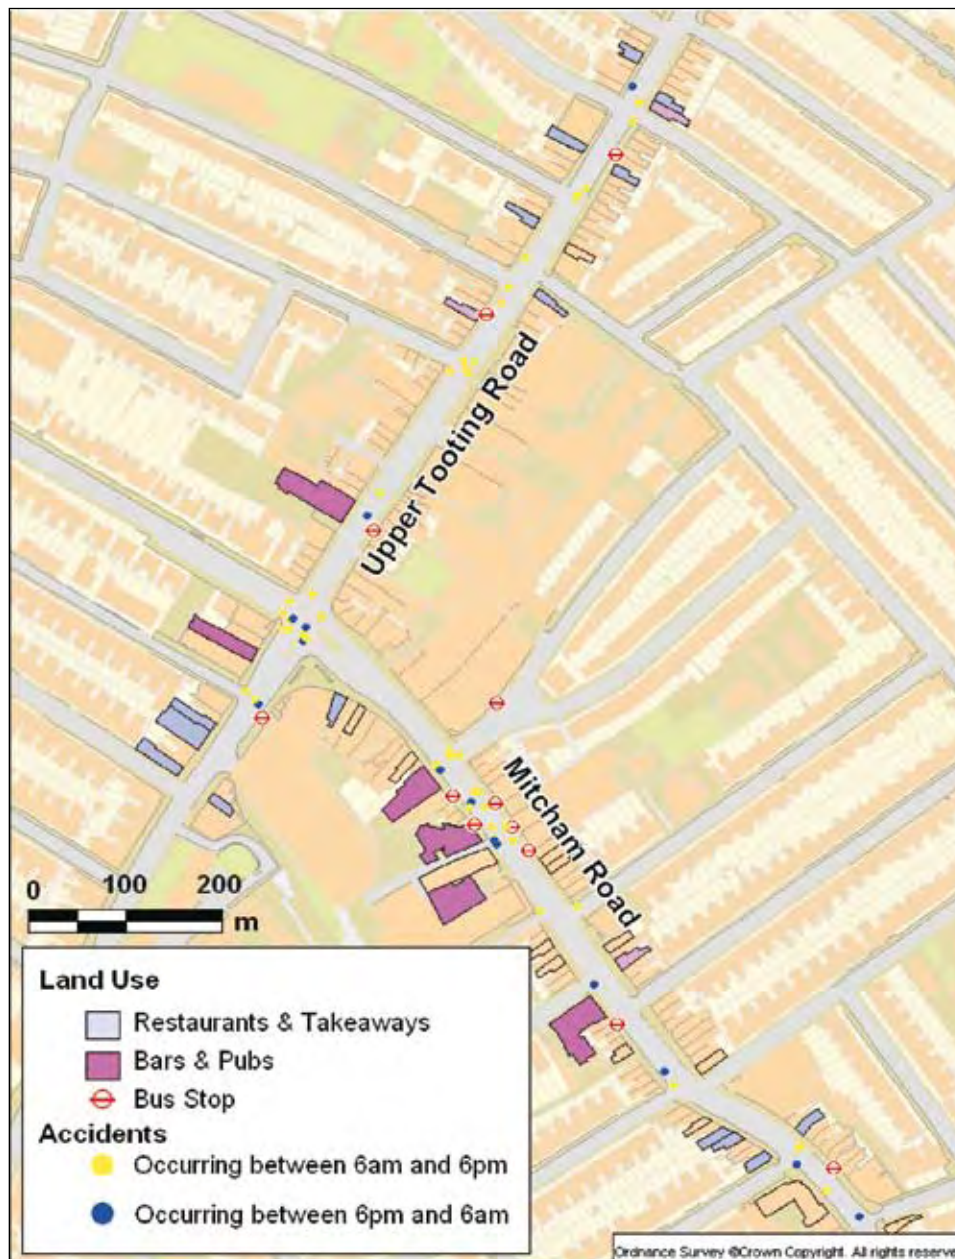 Upper Tooting Road
Mitcham Road
0 100 200
m
Land Use
Restaurants & Takeaways
Bars & Pubs
Bus Stop
Accidents
Occurring between 6am and 6pm
Occurring between 6pm and 6am
Ordnance Survey ©Crown Copyright. All rights reserve